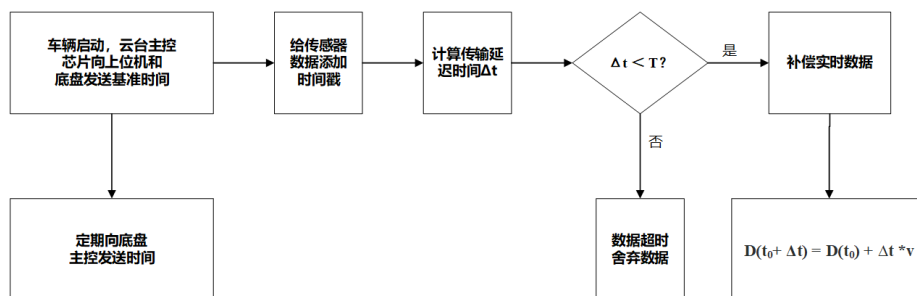 车辆启动，云台主控
芯片向上位机和
底盘发送基准时间
给传感器
数据添加
时间戳
计算传输延
迟时间Δt
Δt＜T？
是
补偿实时数据
否
定期向底盘
主控发送时间
数据超时
舍弃数据
D(t₀+ Δt) = D(t₀) + Δt *v